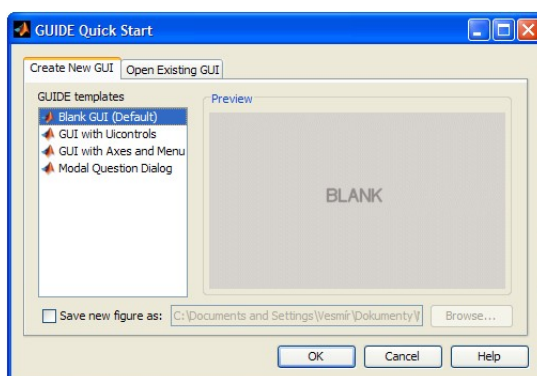 GUIDE Quick Start
Create New GUI
Open Existing GUI
GUIDE templates
Blank GUI (Default)
GUI with Uicontrols
GUI with Axes and Menu
Modal Question Dialog
Preview
BLANK
Save new figure as:
C:\Documents and Settings\Vesmír\Dokumenty\
Browse...
OK
Cancel
Help